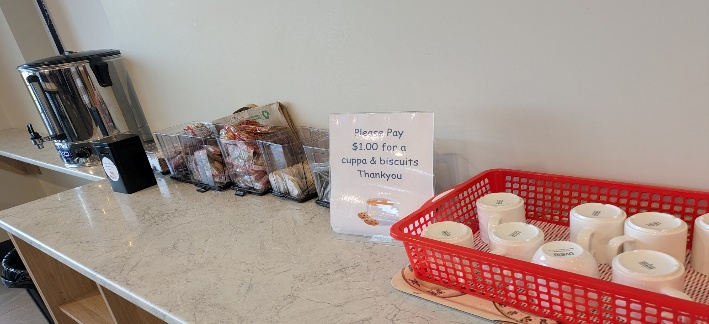 Please Pay
$1.00 for a
cuppa & biscuits
Thankyou